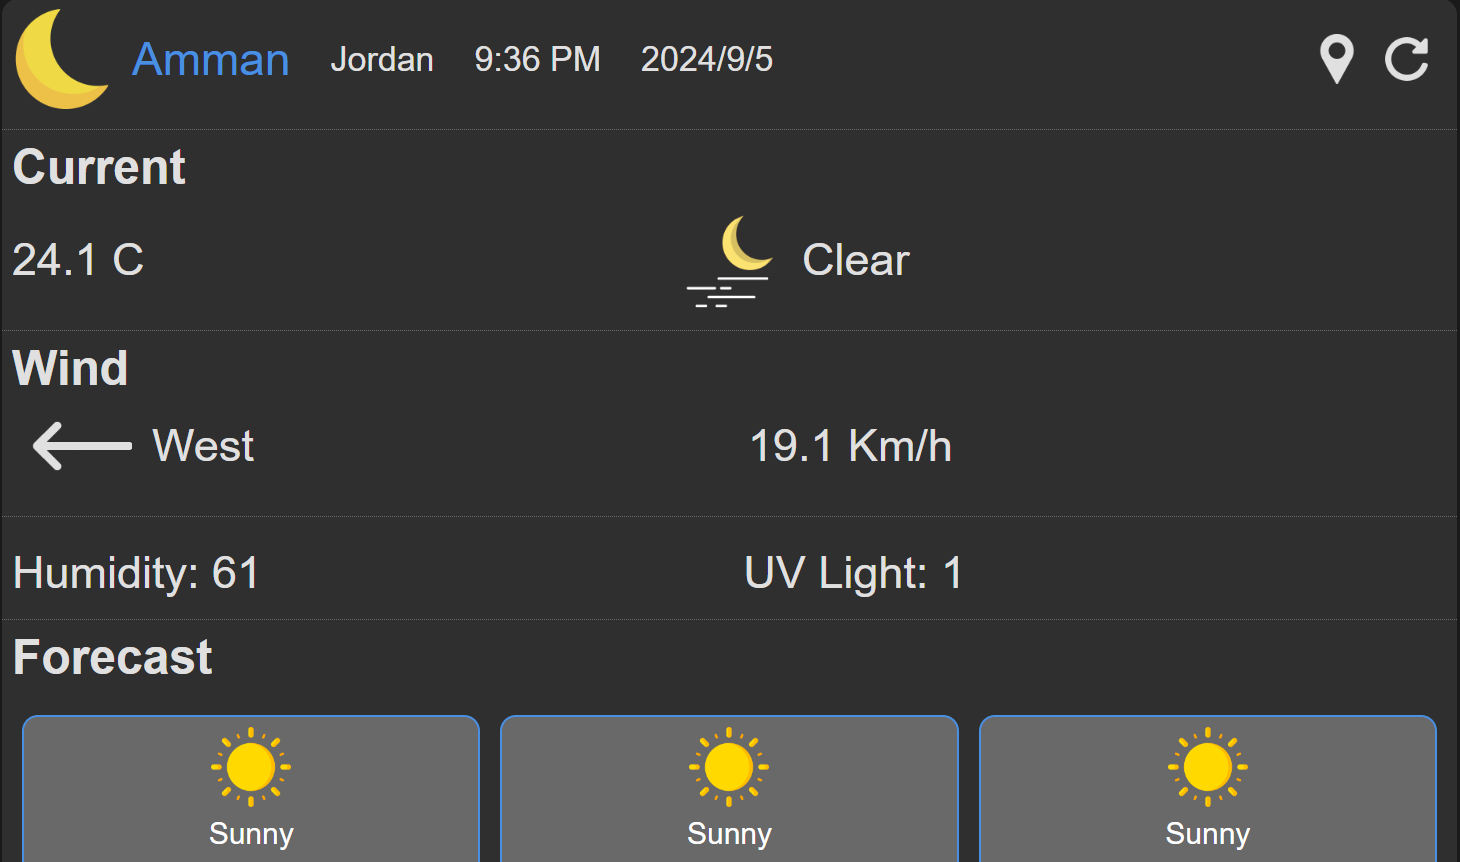 Amman Jordan 9:36 PM 2024/9/5
Current
24.1 C Clear
Wind
West 19.1 Km/h
Humidity: 61 UV Light: 1
Forecast
Sunny Sunny Sunny